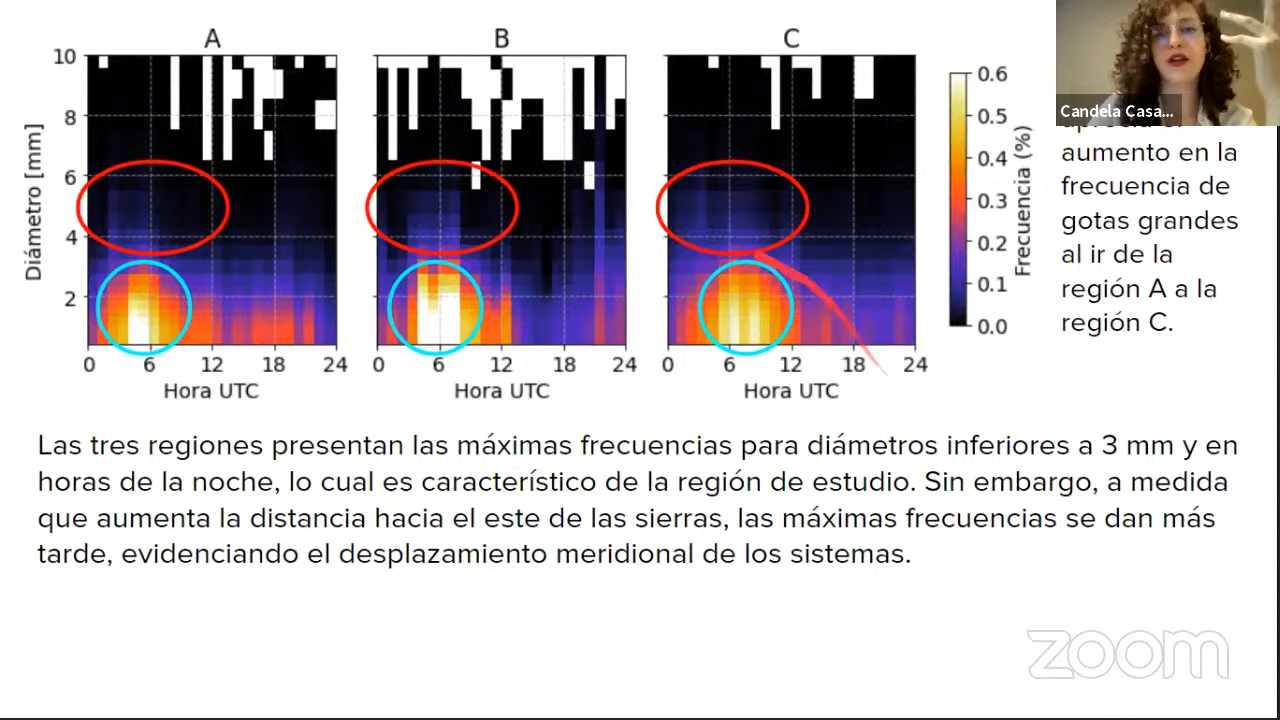 A
B
C
10
8
6
4
2
Diámetro [mm]
0 6 12 18 24
Hora UTC
0 6 12 18 24
Hora UTC
0 6 12 18 24
Hora UTC
0.6
0.5
0.4
0.3
0.2
0.1
0.0
Frecuencia (%)
Candela Casa...
aumento en la
frecuencia de
gotas grandes
al ir de la
región A a la
región C.
Las tres regiones presentan las máximas frecuencias para diámetros inferiores a 3 mm y en
horas de la noche, lo cual es característico de la región de estudio. Sin embargo, a medida
que aumenta la distancia hacia el este de las sierras, las máximas frecuencias se dan más
tarde, evidenciando el desplazamiento meridional de los sistemas.
zoom